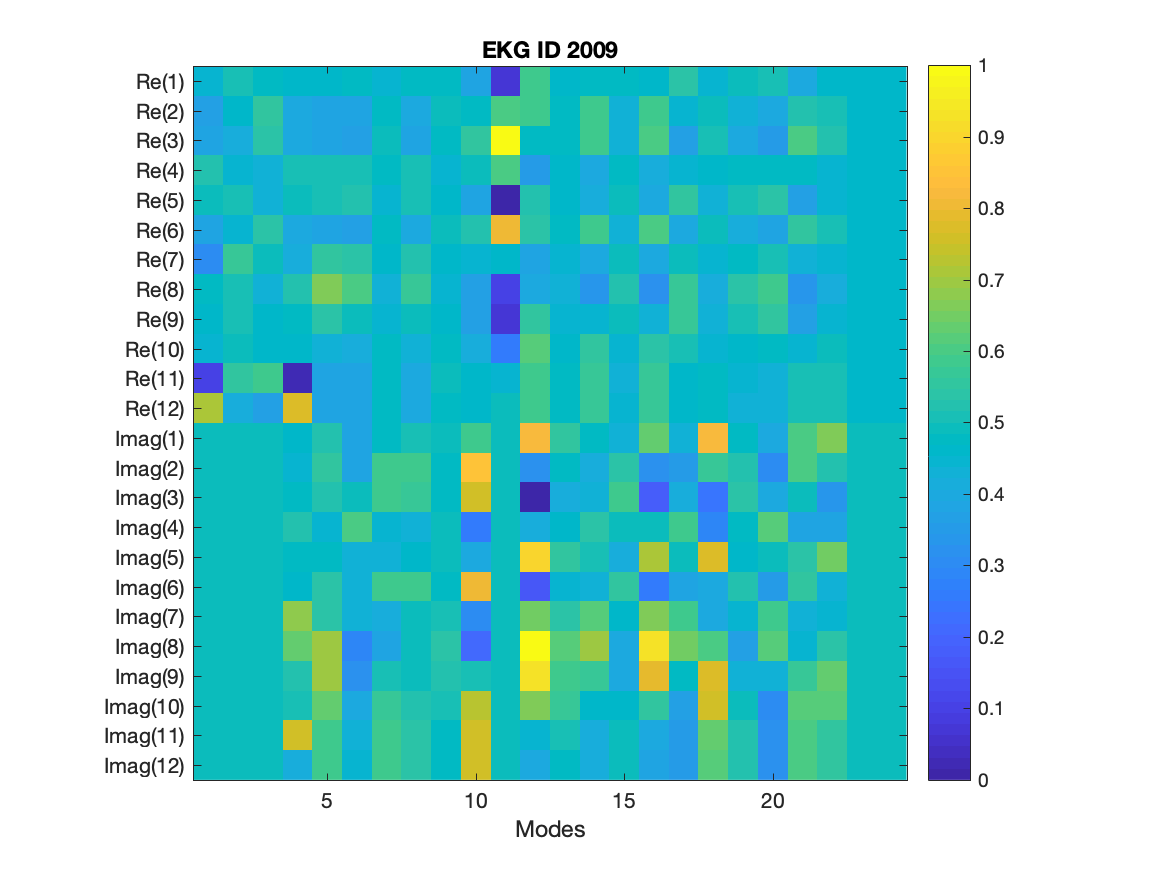 EKG ID 2009
Re(1)
Re(2)
Re(3)
Re(4)
Re(5)
Re(6)
Re(7)
Re(8)
Re(9)
Re(10)
Re(11)
Re(12)
Imag(1)
Imag(2)
Imag(3)
Imag(4)
Imag(5)
Imag(6)
Imag(7)
Imag(8)
Imag(9)
Imag(10)
Imag(11)
Imag(12)
5 10 15 20
Modes
1
0.9
0.8
0.7
0.6
0.5
0.4
0.3
0.2
0.1
0